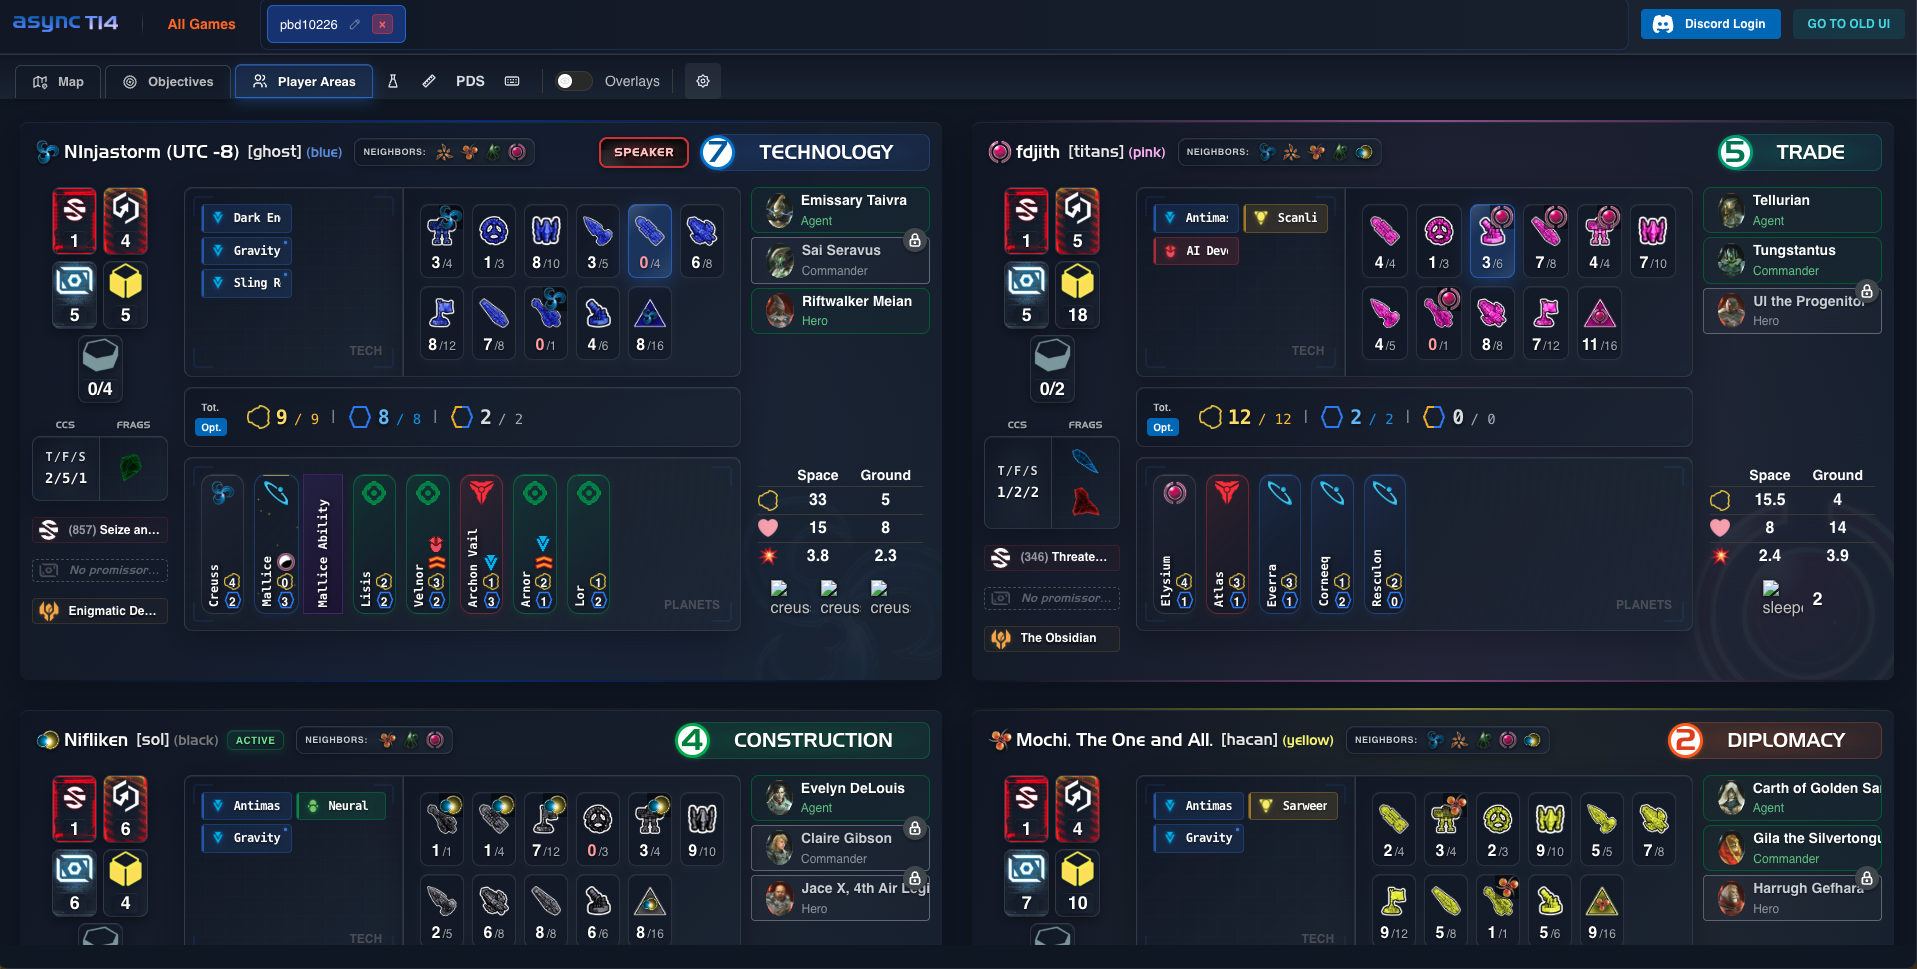 async TI4
All Games
pbd10226
Discord Login
GO TO OLD UI
Map
Objectives
Player Areas
PDS
Overlays
NInjastorm (UTC -8) [ghost] (blue)
NEIGHBORS:
SPEAKER
7 TECHNOLOGY
1
4
5
5
0/4
CCS
FRAGS
T/F/S
2/5/1
(857) Seize an...
No promissor...
Enigmatic De...
Dark En
Gravity
Sling R
TECH
3/4
1/3
8/10
3/5
0/4
6/8
8/12
7/8
0/1
4/6
8/16
Emissary Taivra
Agent
Sai Seravus
Commander
Riftwalker Meian
Hero
Tot.
Opt.
9 / 9 | 8 / 8 | 2 / 2
Creuss 4 2
Mallice 0 3
Mallice Ability
Lisis 2 2
Velnor 3 2
Archon Vail 1 3
Arnor 2 1
Lor 1 2
PLANETS
Space Ground
33 5
15 8
3.8 2.3
creus creus creus
fdjith [titans] (pink)
NEIGHBORS:
5 TRADE
1
5
5
18
0/2
CCS
FRAGS
T/F/S
1/2/2
(346) Threate...
No promissor...
The Obsidian
Antimas
Scanli
AI Dev
TECH
4/4
1/3
3/6
7/8
4/4
7/10
4/5
0/1
8/8
7/12
11/16
Tellurian
Agent
Tungstantus
Commander
Ul the Progenitor
Hero
Tot.
Opt.
12 / 12 | 2 / 2 | 0 / 0
Elysium 4 1
Atlas 3 1
Everra 3 1
Corneeq 1 2
Resculon 2 0
PLANETS
Space Ground
15.5 4
8 14
2.4 3.9
sleepe 2
Nifliken [sol] (black)
ACTIVE
NEIGHBORS:
4 CONSTRUCTION
1
6
6
4
Antimas
Neural
Gravity
TECH
1/1
1/4
7/12
0/3
3/4
9/10
2/5
6/8
8/8
6/6
8/16
Evelyn DeLouis
Agent
Claire Gibson
Commander
Jace X, 4th Air Legi
Hero
Mochi, The One and All. [hacan] (yellow)
NEIGHBORS:
2 DIPLOMACY
1
4
7
10
Antimas
Sarween
Gravity
TECH
2/4
3/4
2/3
9/10
5/5
7/8
9/12
5/8
1/1
5/6
9/16
Carth of Golden Sa
Agent
Gila the Silvertongu
Commander
Harrugh Gefhara
Hero